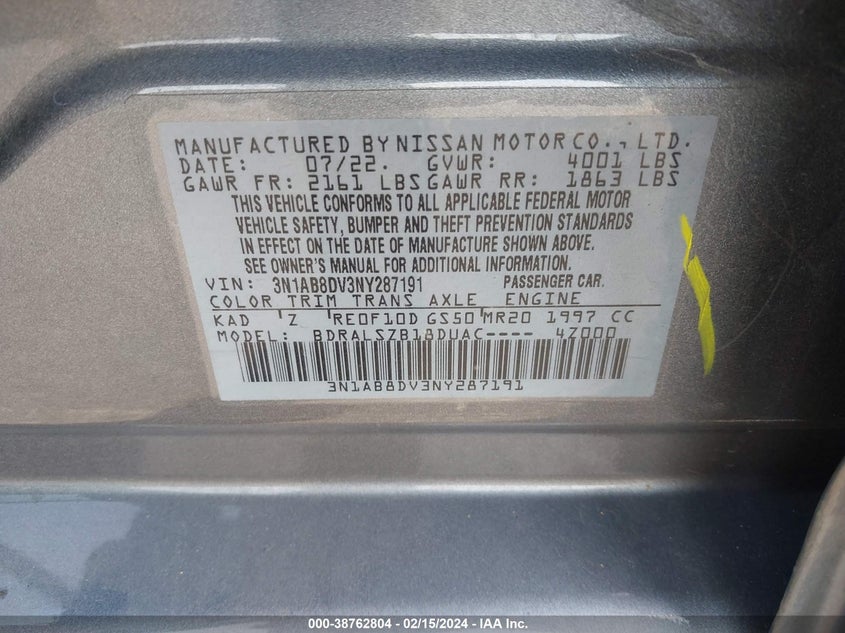 MANUFACTURED BY NISSAN MOTOR CO., LTD.
DATE: 07/22. GVWR: 4001 LBS
GAWR FR: 2161 LBS GAWR RR: 1863 LBS
THIS VEHICLE CONFORMS TO ALL APPLICABLE FEDERAL MOTOR
VEHICLE SAFETY, BUMPER AND THEFT PREVENTION STANDARDS
IN EFFECT ON THE DATE OF MANUFACTURE SHOWN ABOVE.
SEE OWNER'S MANUAL FOR ADDITIONAL INFORMATION.
VIN: 3N1AB8DV3NY287191 PASSENGER CAR.
COLOR TRIM TRANS AXLE ENGINE
KAD Z RE0F10D GS50 MR20 1997 CC
MODEL: BDRALSZB18DUAC---- 4Z000
3N1AB8DV3NY287191
000-38762804 - 02/15/2024 - IAA Inc.